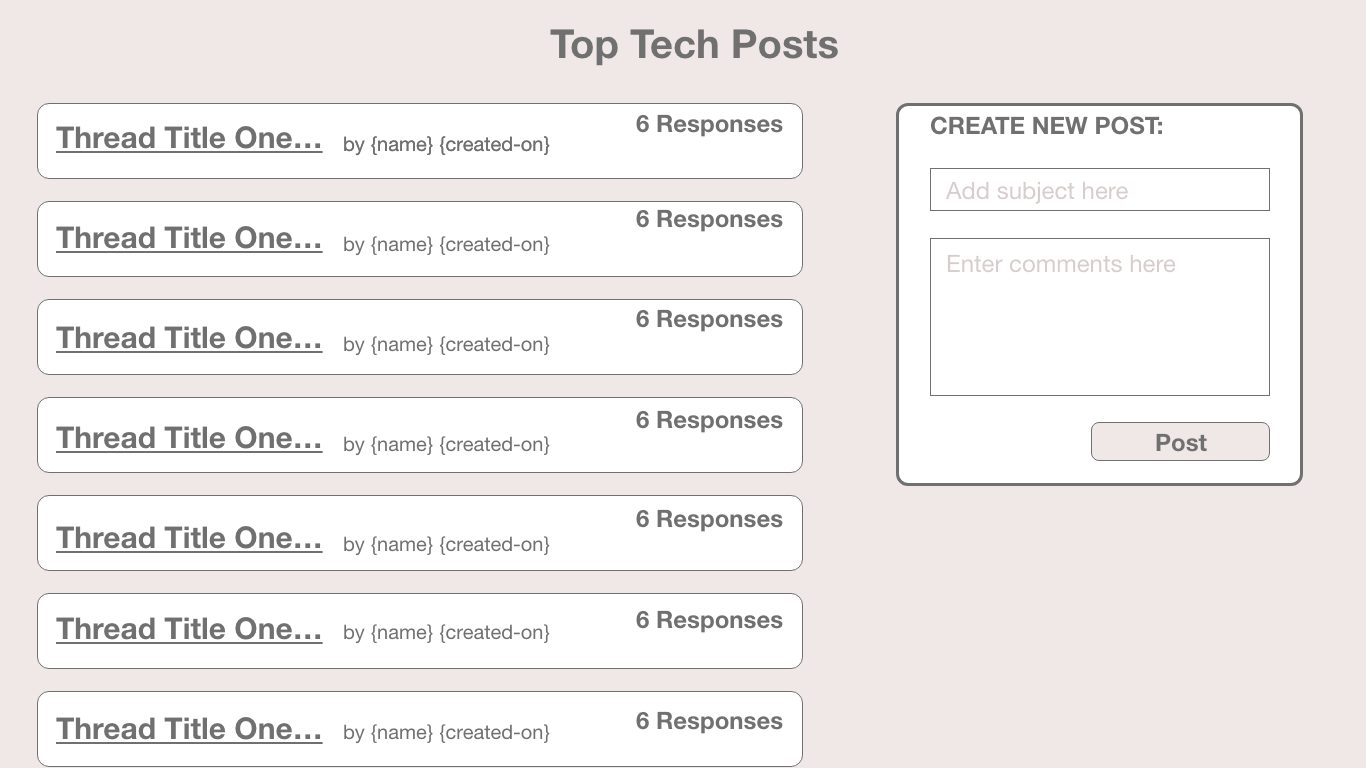 Top Tech Posts
Thread Title One... by {name} {created-on} 6 Responses
Thread Title One... by {name} {created-on} 6 Responses
Thread Title One... by {name} {created-on} 6 Responses
Thread Title One... by {name} {created-on} 6 Responses
Thread Title One... by {name} {created-on} 6 Responses
Thread Title One... by {name} {created-on} 6 Responses
Thread Title One... by {name} {created-on} 6 Responses
CREATE NEW POST:
Add subject here
Enter comments here
Post